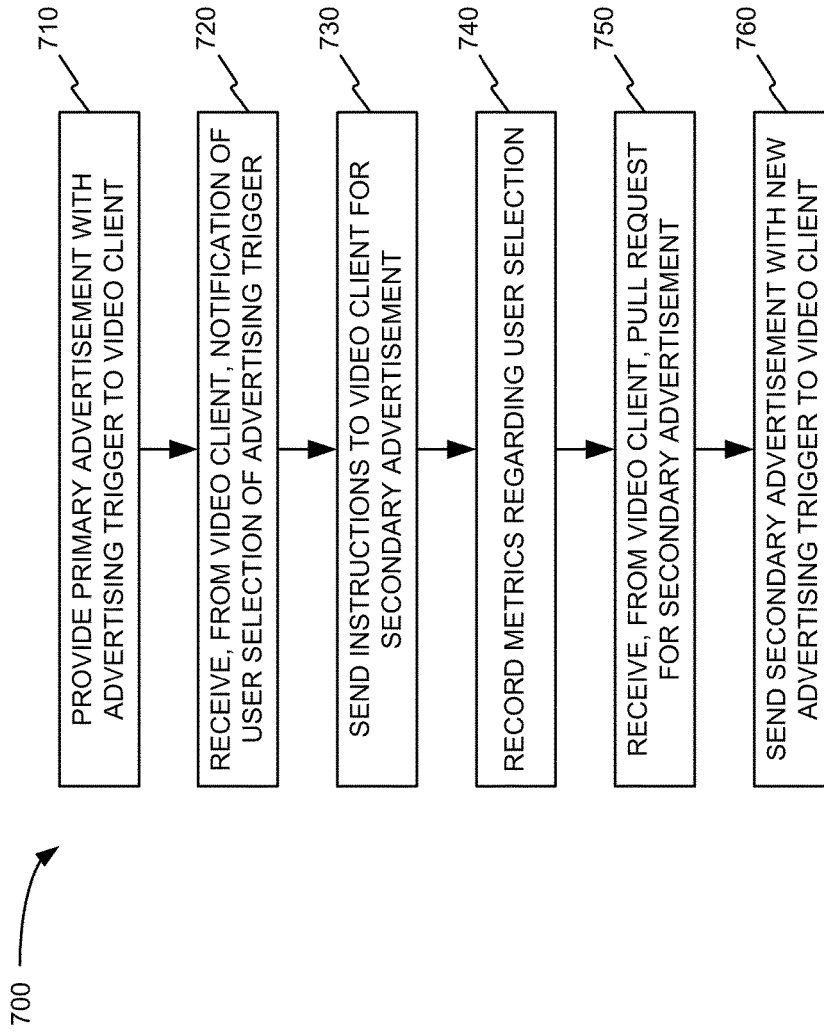 700
710
PROVIDE PRIMARY ADVERTISEMENT WITH
ADVERTISING TRIGGER TO VIDEO CLIENT
720
RECEIVE, FROM VIDEO CLIENT, NOTIFICATION OF
USER SELECTION OF ADVERTISING TRIGGER
730
SEND INSTRUCTIONS TO VIDEO CLIENT FOR
SECONDARY ADVERTISEMENT
740
RECORD METRICS REGARDING USER SELECTION
750
RECEIVE, FROM VIDEO CLIENT, PULL REQUEST
FOR SECONDARY ADVERTISEMENT
760
SEND SECONDARY ADVERTISEMENT WITH NEW
ADVERTISING TRIGGER TO VIDEO CLIENT